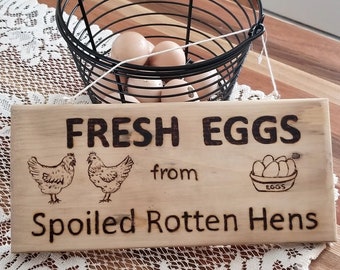 FRESH EGGS
from
EGGS
Spoiled Rotten Hens